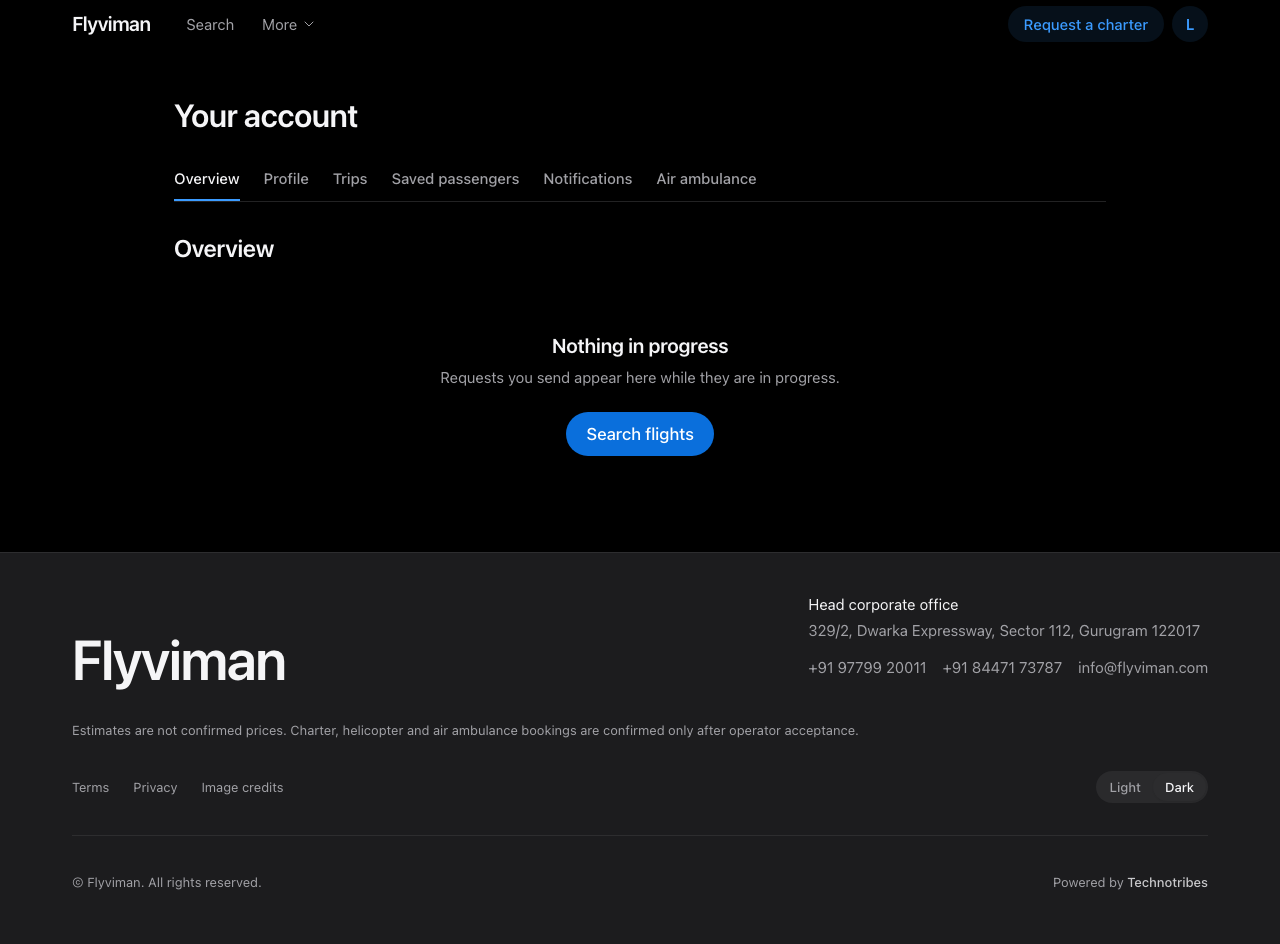 Flyviman Search More Request a charter L
Your account
Overview Profile Trips Saved passengers Notifications Air ambulance
Overview
Nothing in progress
Requests you send appear here while they are in progress.
Search flights
Head corporate office
329/2, Dwarka Expressway, Sector 112, Gurugram 122017
Flyviman
+91 97799 20011 +91 84471 73787 info@flyviman.com
Estimates are not confirmed prices. Charter, helicopter and air ambulance bookings are confirmed only after operator acceptance.
Terms Privacy Image credits Light Dark
© Flyviman. All rights reserved. Powered by Technotribes